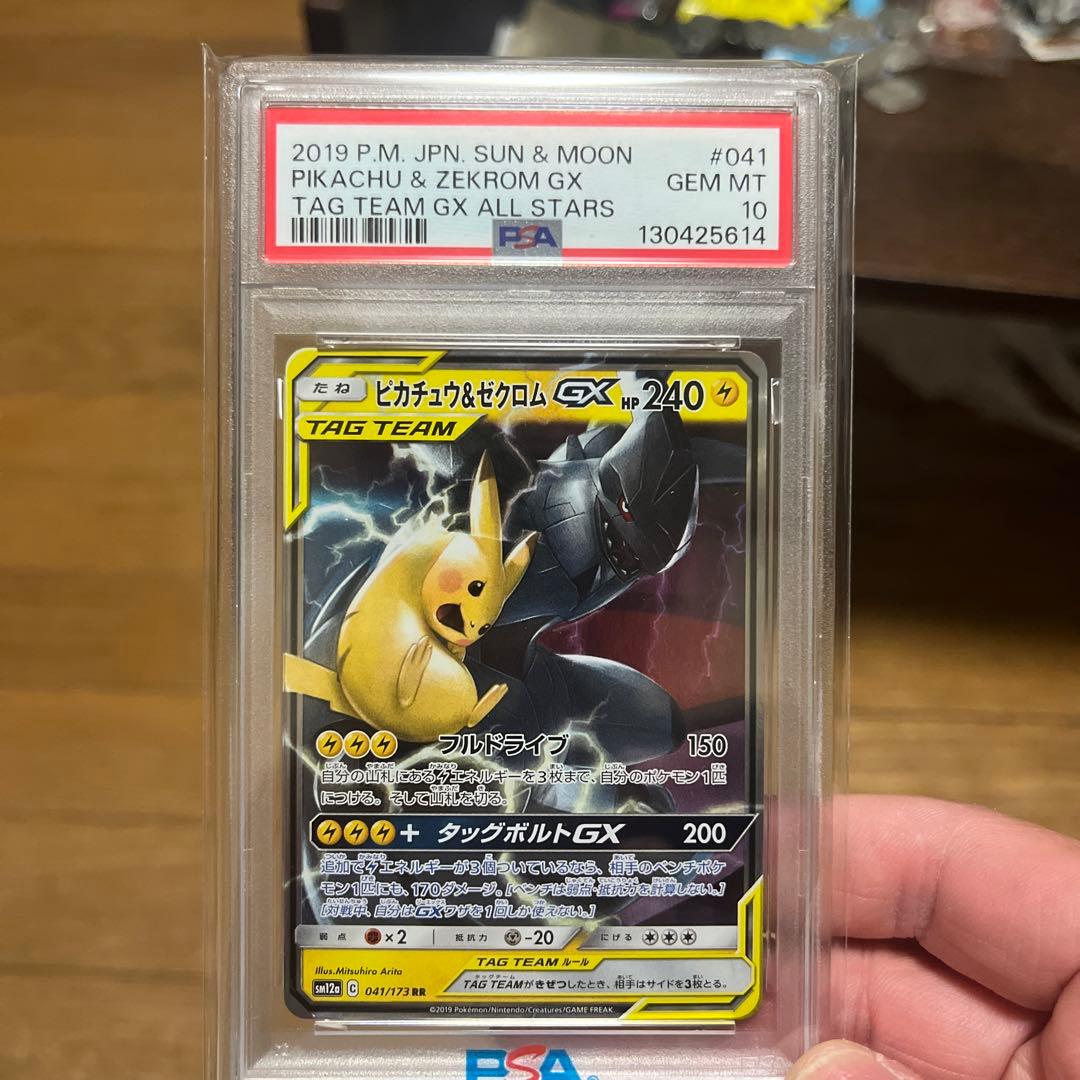 2019 P.M. JPN. SUN & MOON #041
PIKACHU & ZEKROM GX GEM MT
TAG TEAM GX ALL STARS 10
PSA 130425614
たね ピカチュウ&ゼクロムGX HP 240
TAG TEAM
フルドライブ 150
自分の山札にあるエネルギーを3枚まで、自分のポケモン1匹
につける。そして山札を切る。
+ タッグボルトGX 200
追加でエネルギーが3個ついているなら、相手のベンチポケ
モン1匹にも、170ダメージ。[ベンチは弱点・抵抗力を計算しない。]
[対戦中、自分はGXワザを1回しか使えない。]
弱点 ×2 抵抗力 -20 にげる
TAG TEAM ルール
TAG TEAMがきぜつしたとき、相手はサイドを3枚とる。
Illus.Mitsuhiro Arita
sm12a C 041/173 RR
©2019 Pokémon/Nintendo/Creatures/GAME FREAK.
PSA